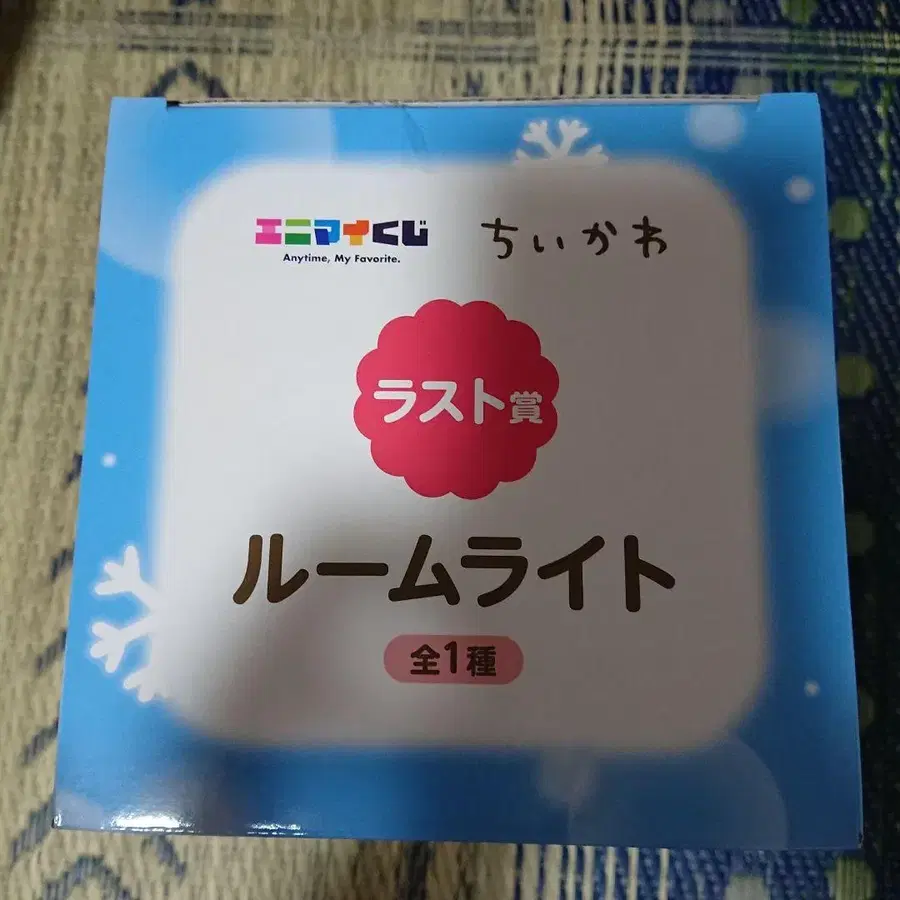 エニマイくじ ちいかわ
Anytime, My Favorite.
ラスト賞
ルームライト
全1種